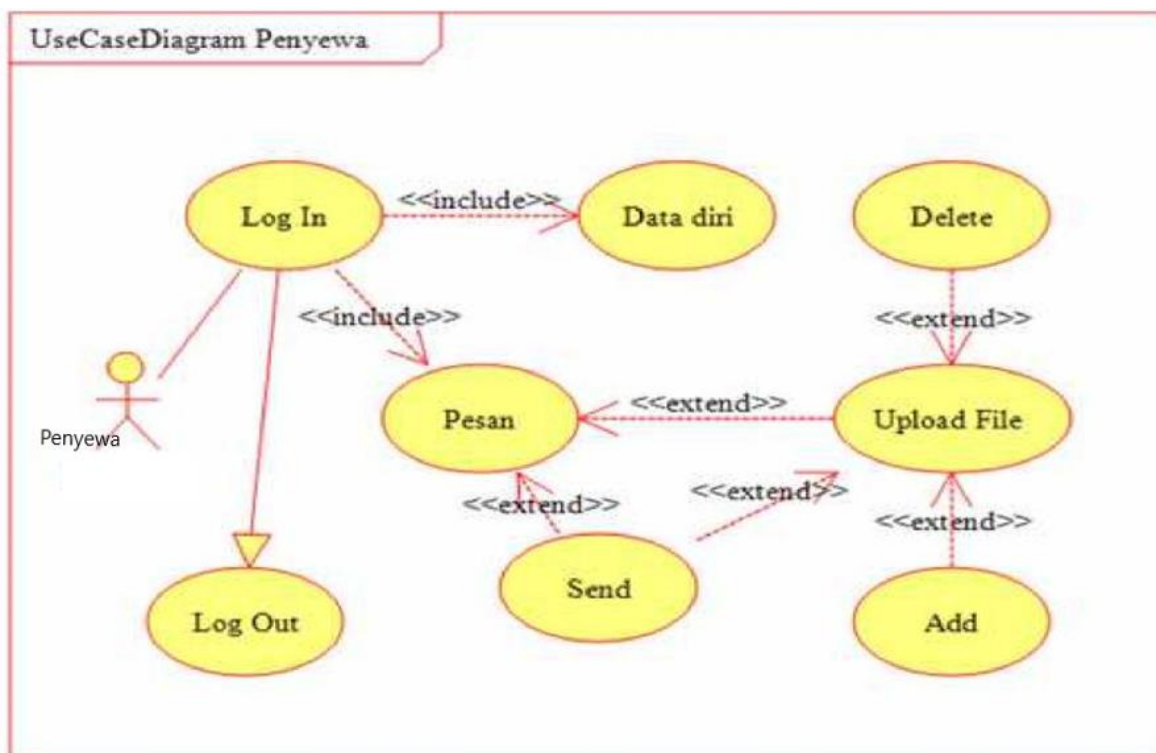 UseCaseDiagram Penyewa
Log In
<<include>>
Data diri
Delete
<<include>>
<<extend>>
Penyewa
Pesan
<<extend>>
Upload File
<<extend>>
<<extend>>
<<extend>>
Log Out
Send
Add